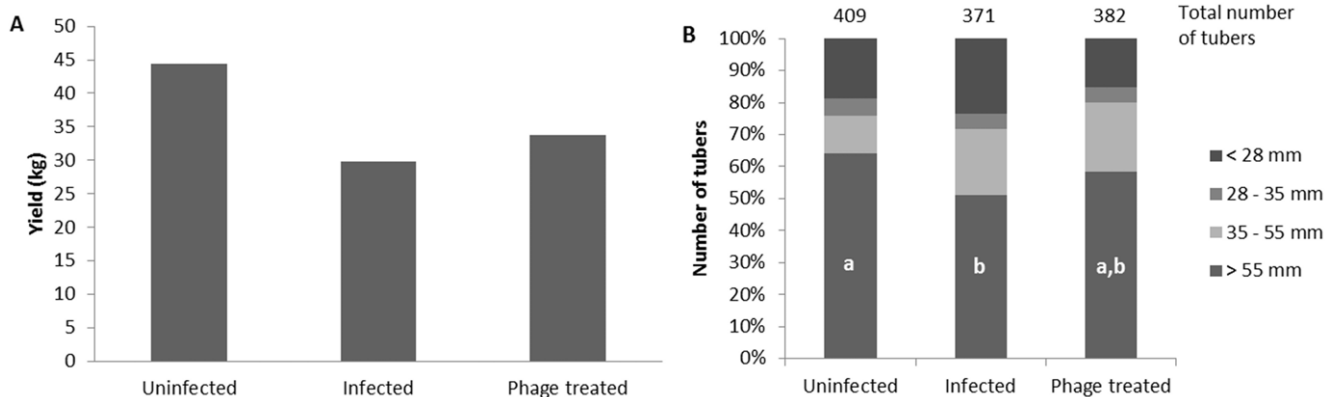 A
50
45
40
35
30
25
20
15
10
5
0
Yield (kg)
Uninfected Infected Phage treated
B
409 371 382 Total number
of tubers
100%
90%
80%
70%
60%
50%
40%
30%
20%
10%
0%
Number of tubers
a b a,b
Uninfected Infected Phage treated
< 28 mm
28 - 35 mm
35 - 55 mm
> 55 mm